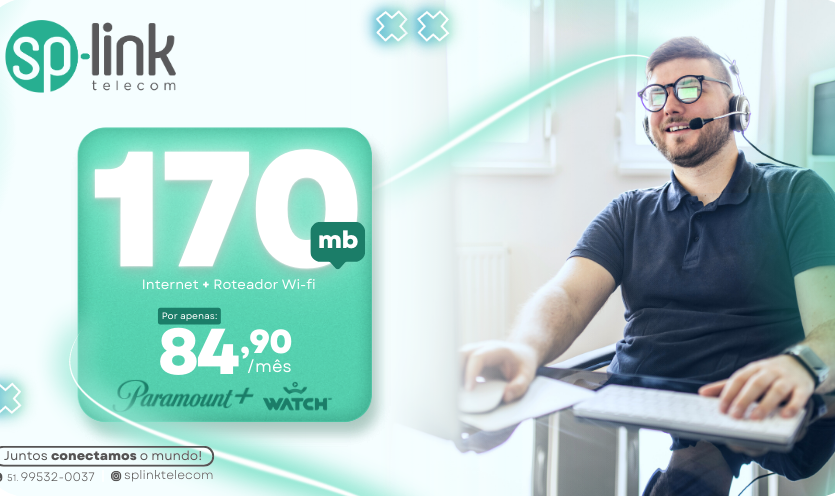 sp-link
telecom
170
mb
Internet + Roteador Wi-fi
Por apenas:
84,90
/mês
Paramount+
WATCH
Juntos conectamos o mundo!
51. 99532-0037 splinktelecom